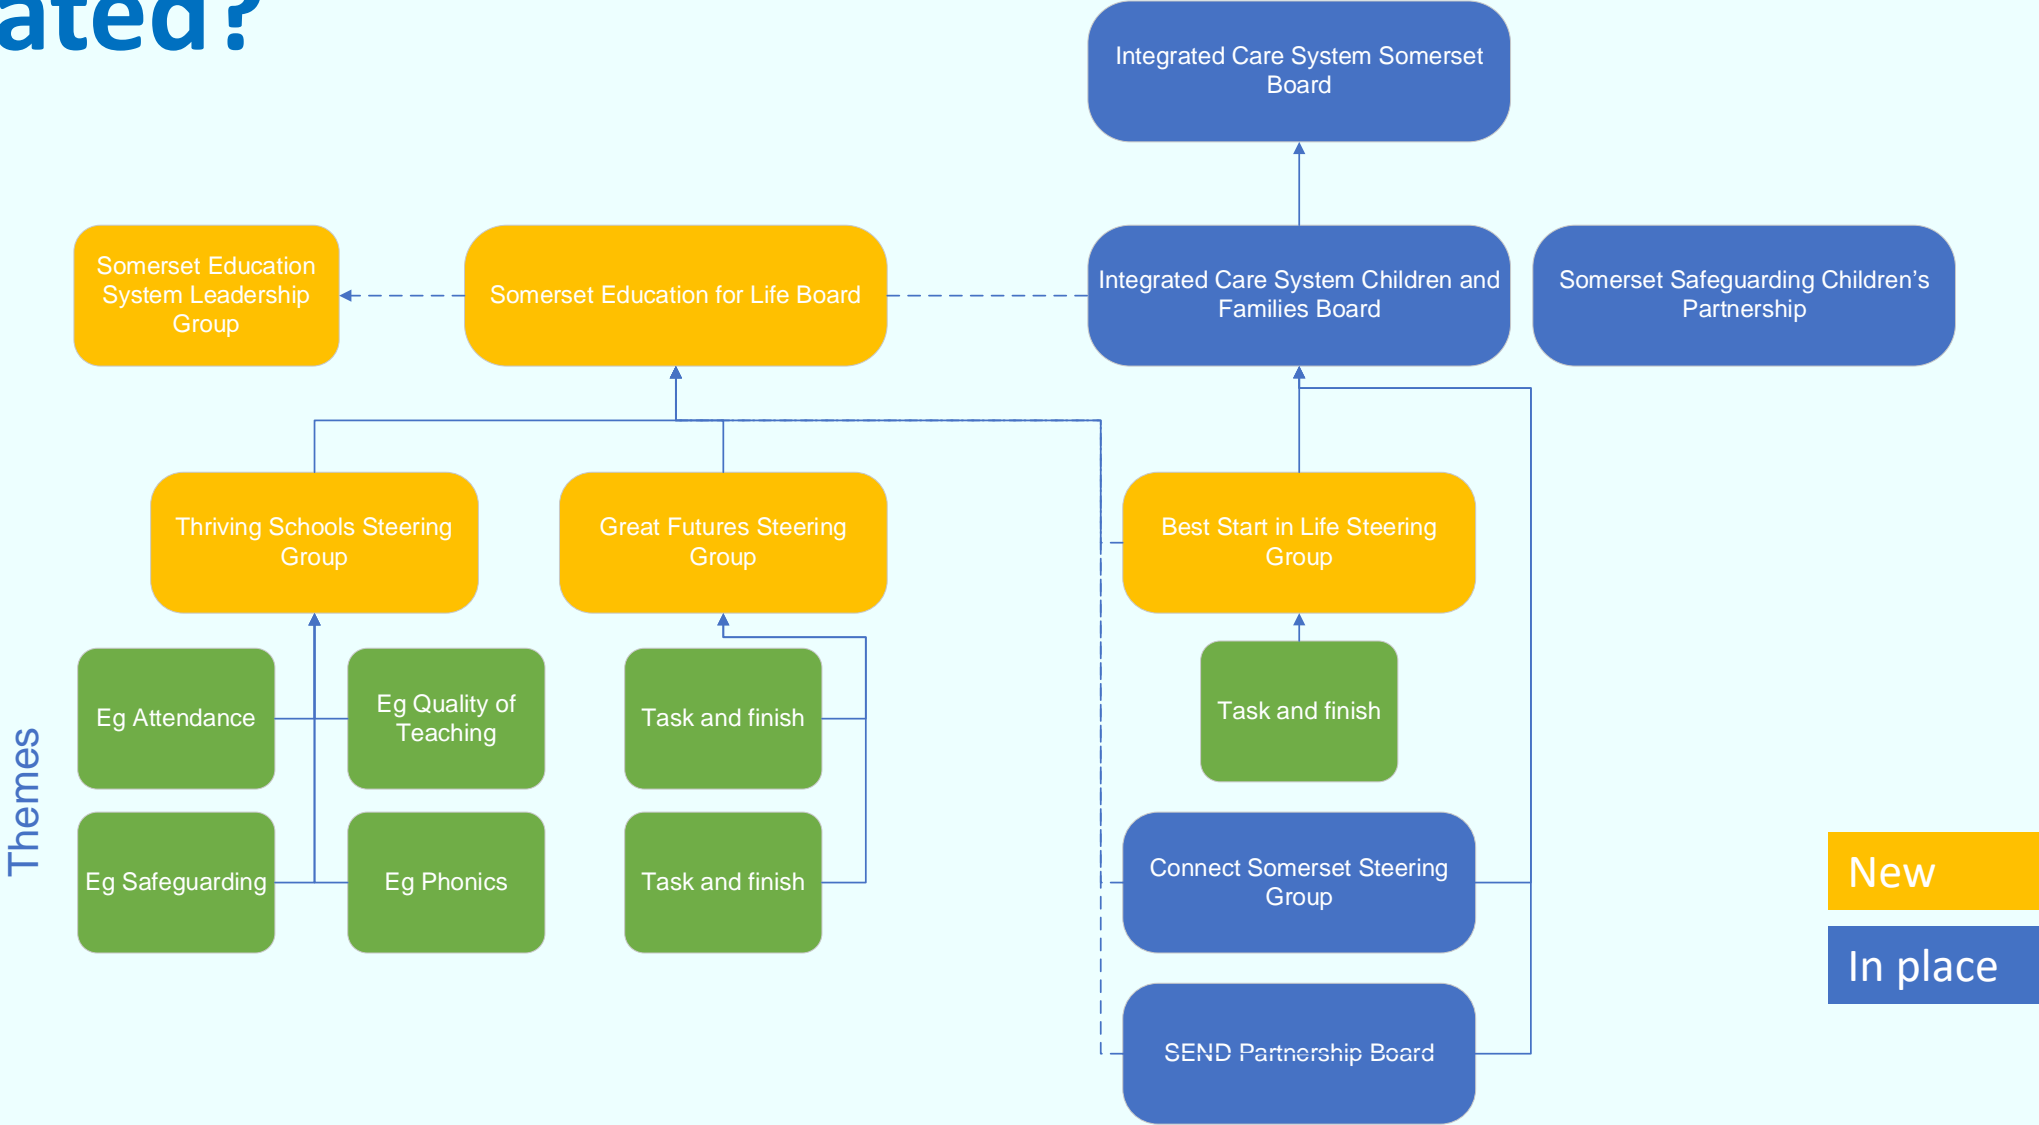 ated?
Integrated Care System Somerset
Board
Somerset Education
System Leadership
Group
Somerset Education for Life Board
Integrated Care System Children and
Families Board
Somerset Safeguarding Children’s
Partnership
Thriving Schools Steering
Group
Great Futures Steering
Group
Best Start in Life Steering
Group
Themes
Eg Attendance
Eg Quality of
Teaching
Task and finish
Task and finish
Eg Safeguarding
Eg Phonics
Task and finish
Connect Somerset Steering
Group
SEND Partnership Board
New
In place